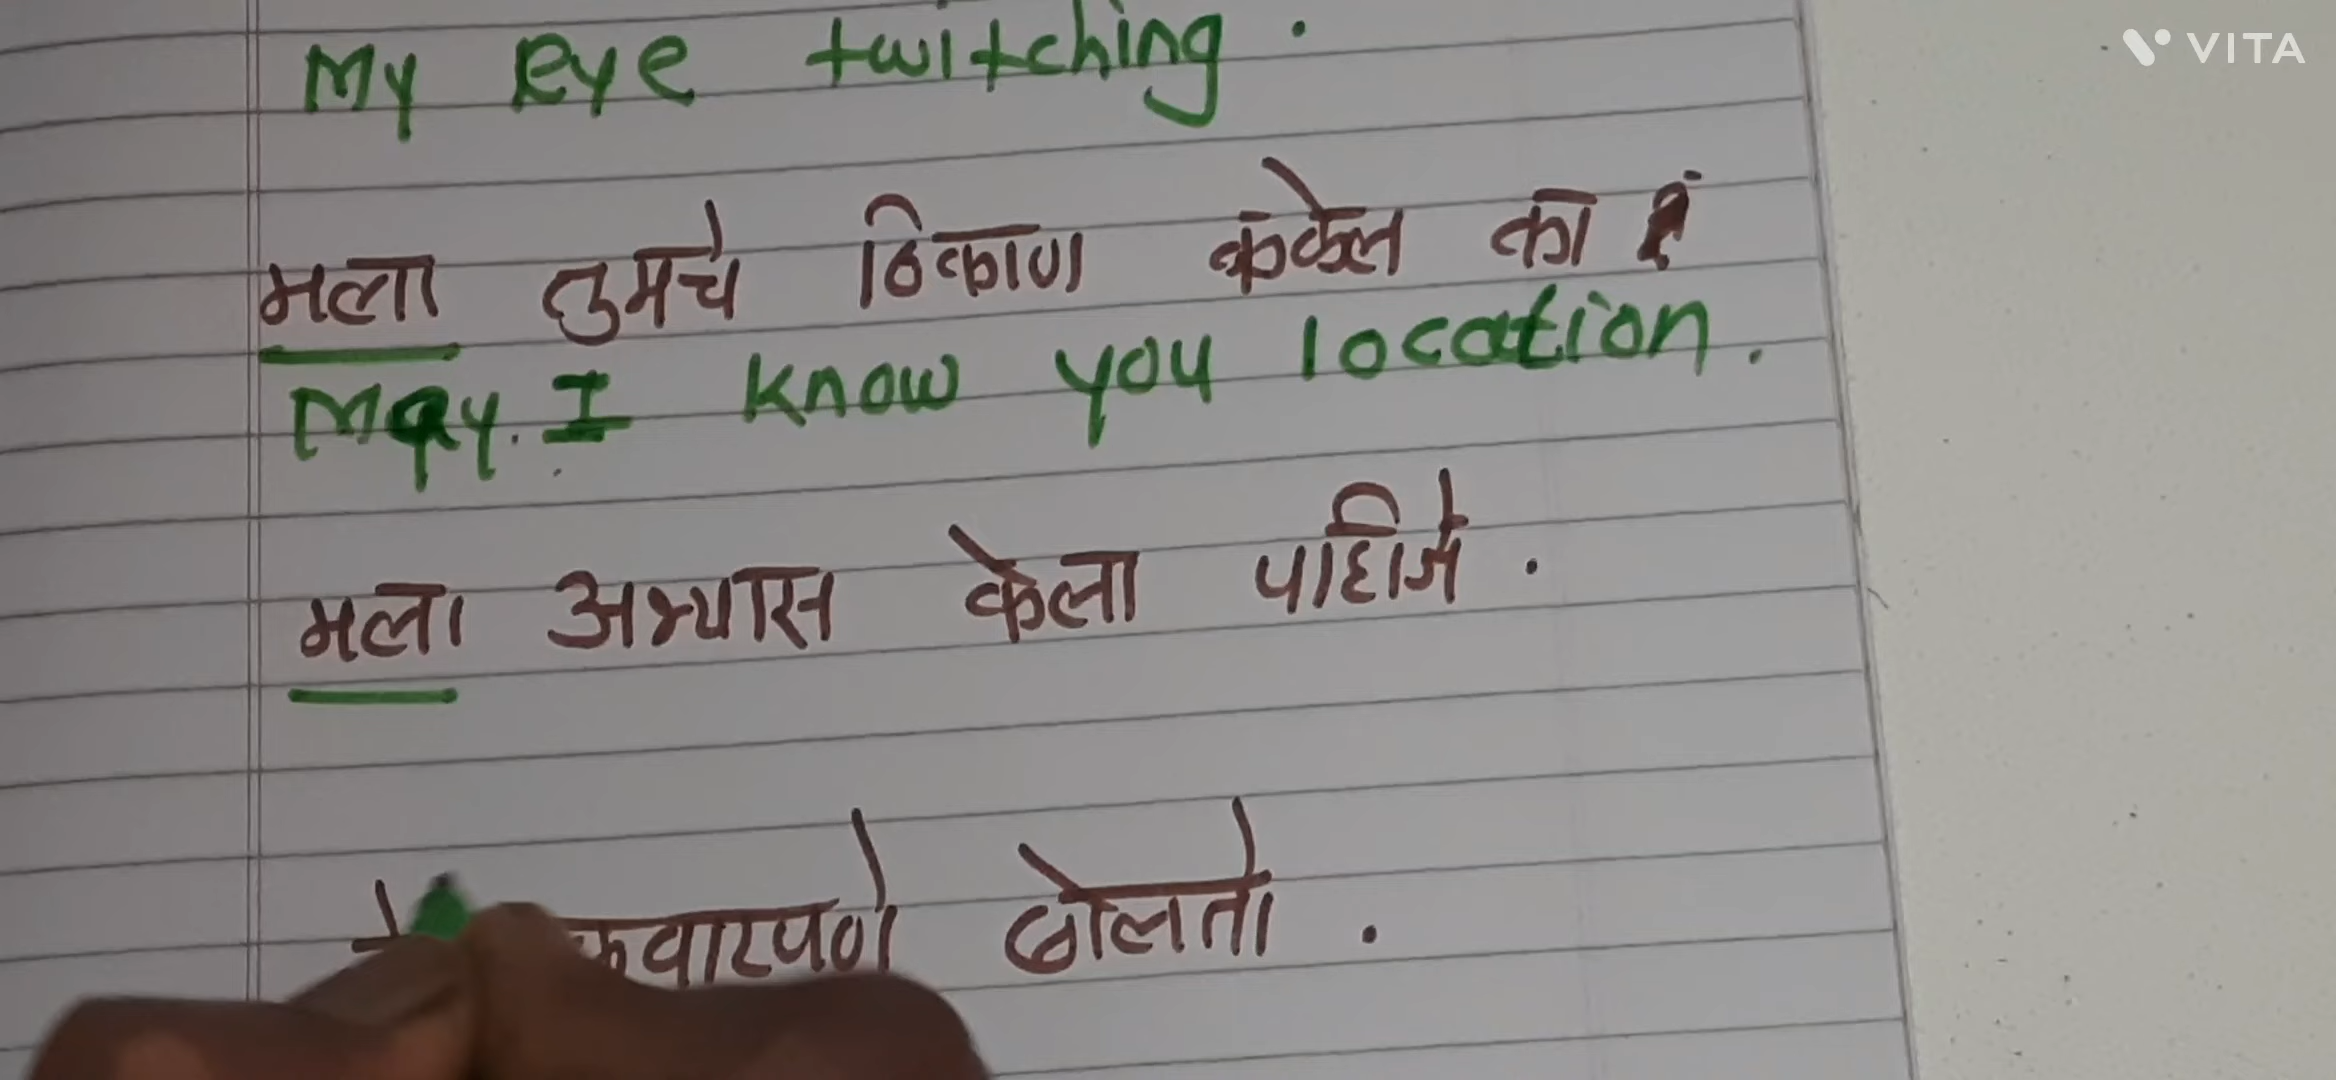 VITA
My eye twitching.
मला तुमचे ठिकाण कळेल का
May. I know you location.
मला अभ्यास केला पाहिजे.
बोलतो.